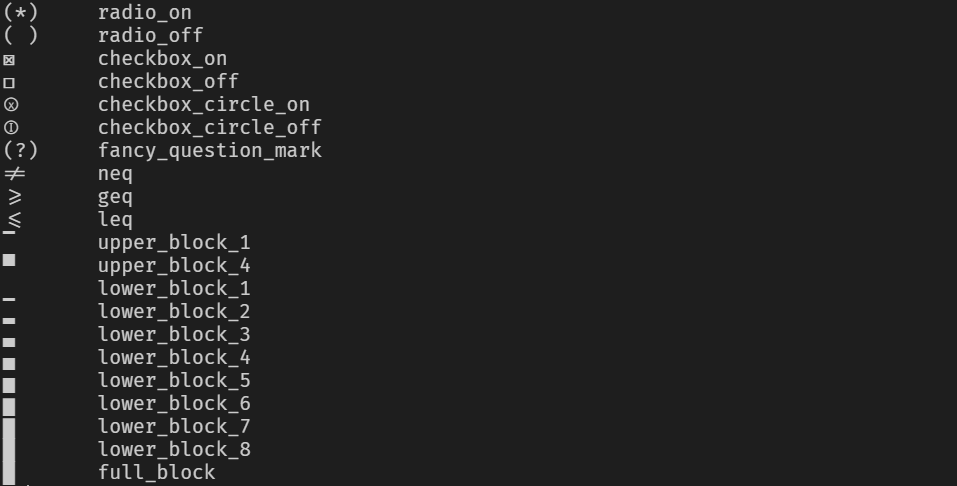 (*) radio_on
( ) radio_off
☒ checkbox_on
☐ checkbox_off
ⓧ checkbox_circle_on
Ⓘ checkbox_circle_off
(?) fancy_question_mark
≠ neq
⩾ geq
⩽ leq
▔ upper_block_1
▀ upper_block_4
▁ lower_block_1
▂ lower_block_2
▃ lower_block_3
▄ lower_block_4
▅ lower_block_5
▆ lower_block_6
▇ lower_block_7
█ lower_block_8
█ full_block